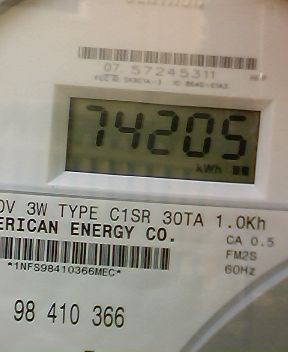 07 57245311
74205
kWh
0V 3W TYPE C1SR 30TA 1.0Kh
ERICAN ENERGY CO.
CA 0.5
FM2S
*1NFS98410366MEC*
60Hz
98 410 366